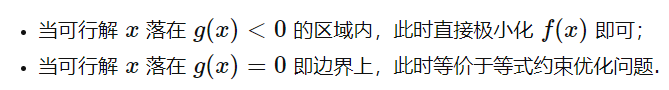 • 当可行解 x 落在 g(x) < 0 的区域内，此时直接极小化 f(x) 即可；
• 当可行解 x 落在 g(x) = 0 即边界上，此时等价于等式约束优化问题.